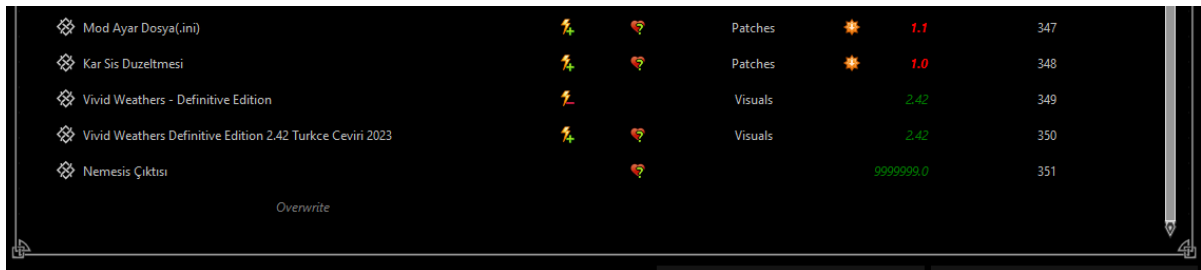 Mod Ayar Dosya(.ini) Patches 1.1 347
Kar Sis Duzeltmesi Patches 1.0 348
Vivid Weathers - Definitive Edition Visuals 2.42 349
Vivid Weathers Definitive Edition 2.42 Turkce Ceviri 2023 Visuals 2.42 350
Nemesis Çıktısı 9999999.0 351
Overwrite